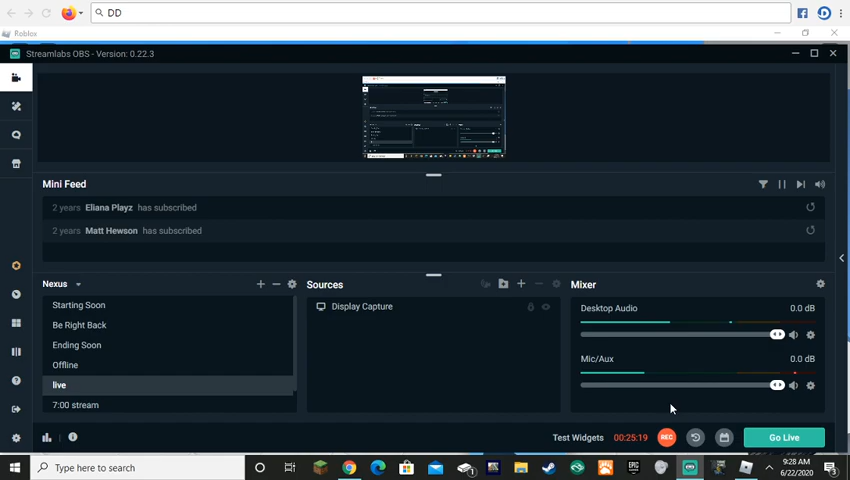 DD
Roblox
Streamlabs OBS - Version: 0.22.3
Mini Feed
2 years Eliana Playz has subscribed
2 years Matt Hewson has subscribed
Nexus
Sources
Mixer
Starting Soon
Be Right Back
Ending Soon
Offline
live
7:00 stream
Display Capture
Desktop Audio 0.0 dB
Mic/Aux 0.0 dB
Test Widgets 00:25:19 REC Go Live
Type here to search
9:28 AM
6/22/2020